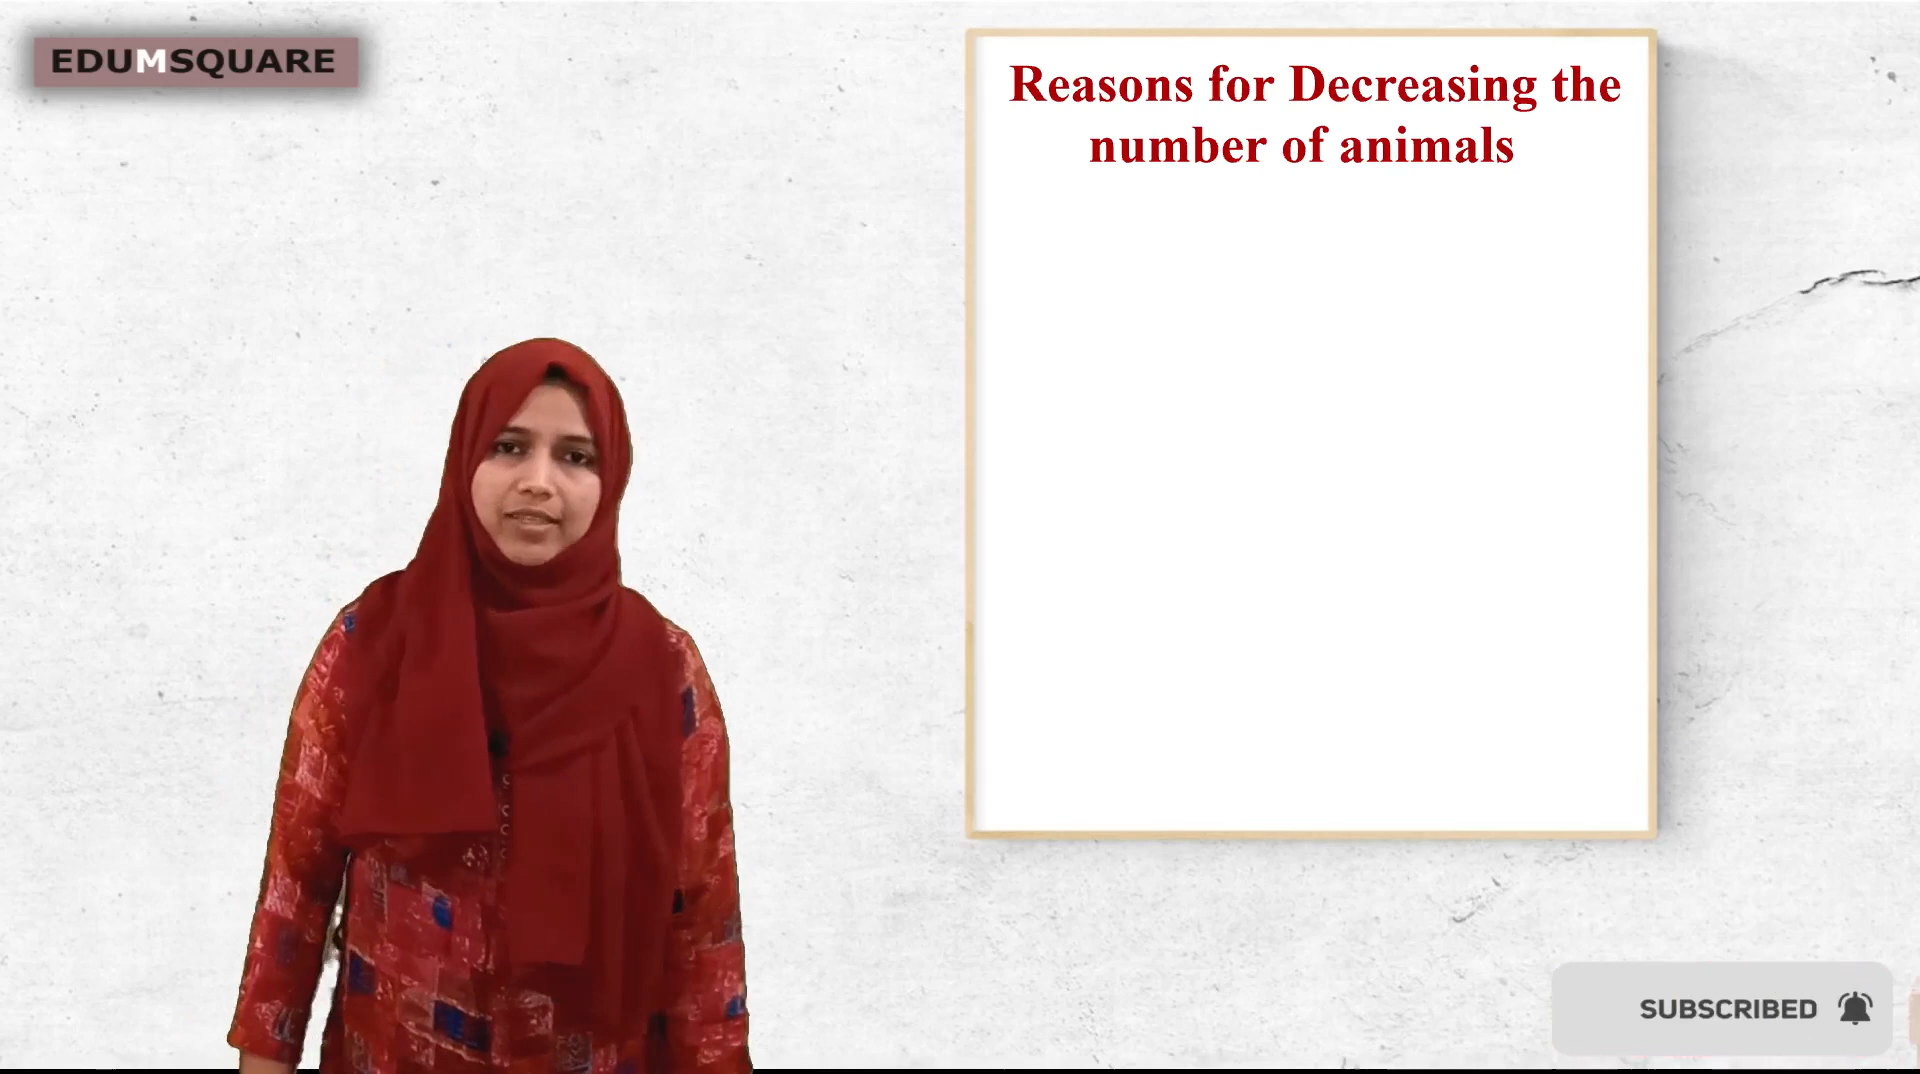 EDUMSQUARE
Reasons for Decreasing the
number of animals
SUBSCRIBED